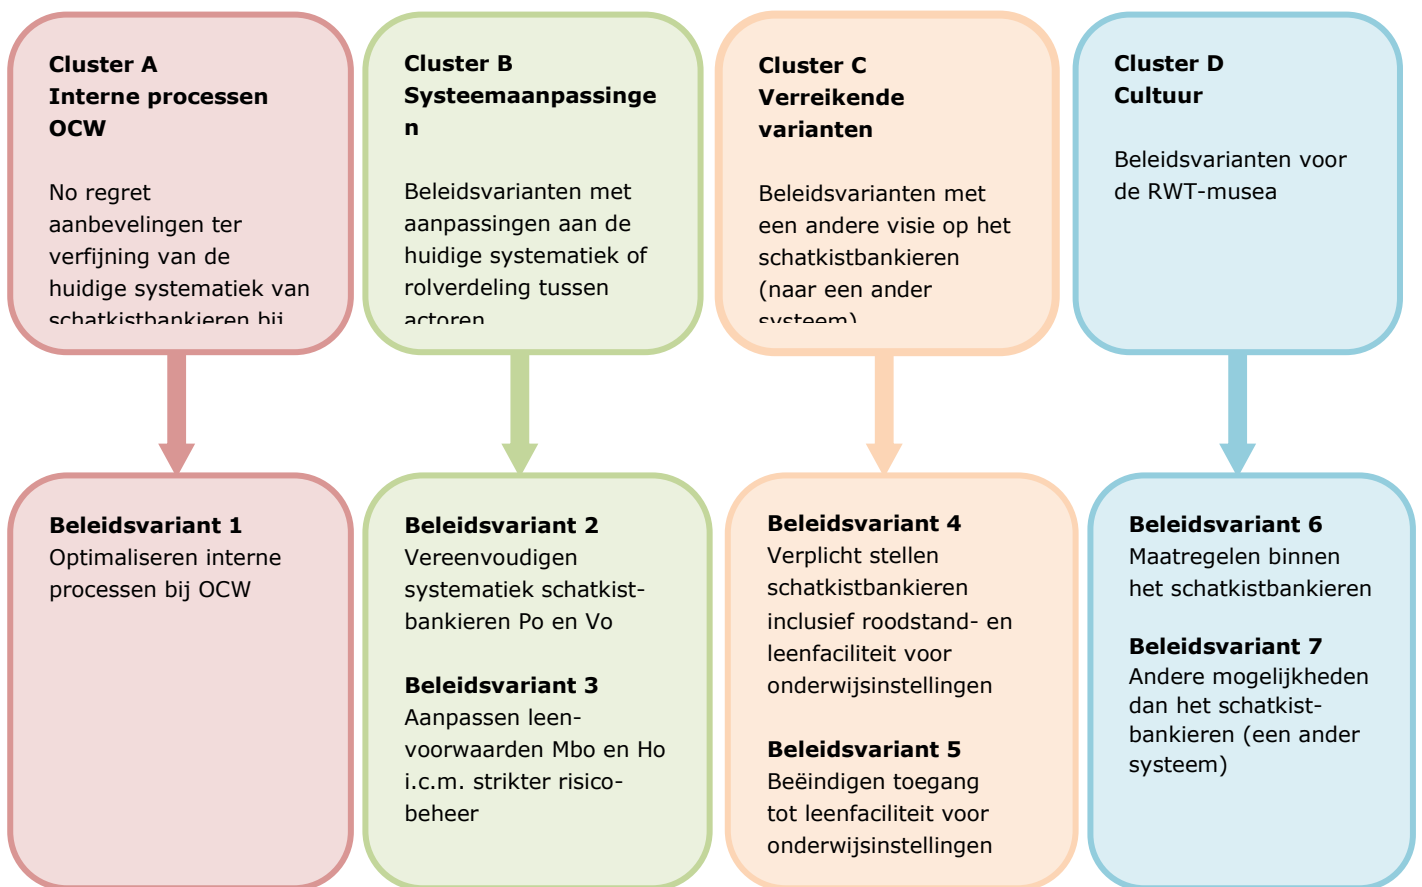 Cluster A
Interne processen
OCW
No regret
aanbevelingen ter
verfijning van de
huidige systematiek van
schatkistbankieren bij
Cluster B
Systeemaanpassinge
n
Beleidsvarianten met
aanpassingen aan de
huidige systematiek of
rolverdeling tussen
actoren
Cluster C
Verreikende
varianten
Beleidsvarianten met
een andere visie op het
schatkistbankieren
(naar een ander
systeem)
Cluster D
Cultuur
Beleidsvarianten voor
de RWT-musea
Beleidsvariant 1
Optimaliseren interne
processen bij OCW
Beleidsvariant 2
Vereenvoudigen
systematiek schatkist-
bankieren Po en Vo
Beleidsvariant 3
Aanpassen leen-
voorwaarden Mbo en Ho
i.c.m. strikter risico-
beheer
Beleidsvariant 4
Verplicht stellen
schatkistbankieren
inclusief roodstand- en
leenfaciliteit voor
onderwijsinstellingen
Beleidsvariant 5
Beëindigen toegang
tot leenfaciliteit voor
onderwijsinstellingen
Beleidsvariant 6
Maatregelen binnen
het schatkistbankieren
Beleidsvariant 7
Andere mogelijkheden
dan het schatkist-
bankieren (een ander
systeem)